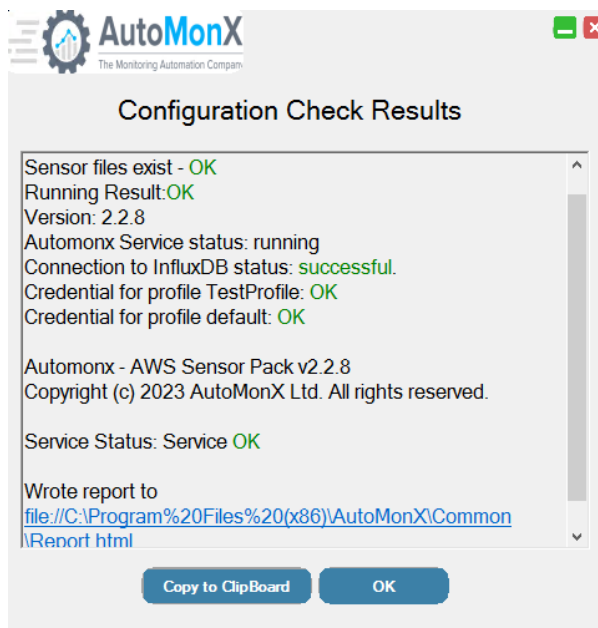 AutoMonX
The Monitoring Automation Company
Configuration Check Results
Sensor files exist - OK
Running Result:OK
Version: 2.2.8
Automonx Service status: running
Connection to InfluxDB status: successful.
Credential for profile TestProfile: OK
Credential for profile default: OK
Automonx - AWS Sensor Pack v2.2.8
Copyright (c) 2023 AutoMonX Ltd. All rights reserved.
Service Status: Service OK
Wrote report to
file://C:\Program%20Files%20(x86)\AutoMonX\Common
\Report.html
Copy to ClipBoard
OK